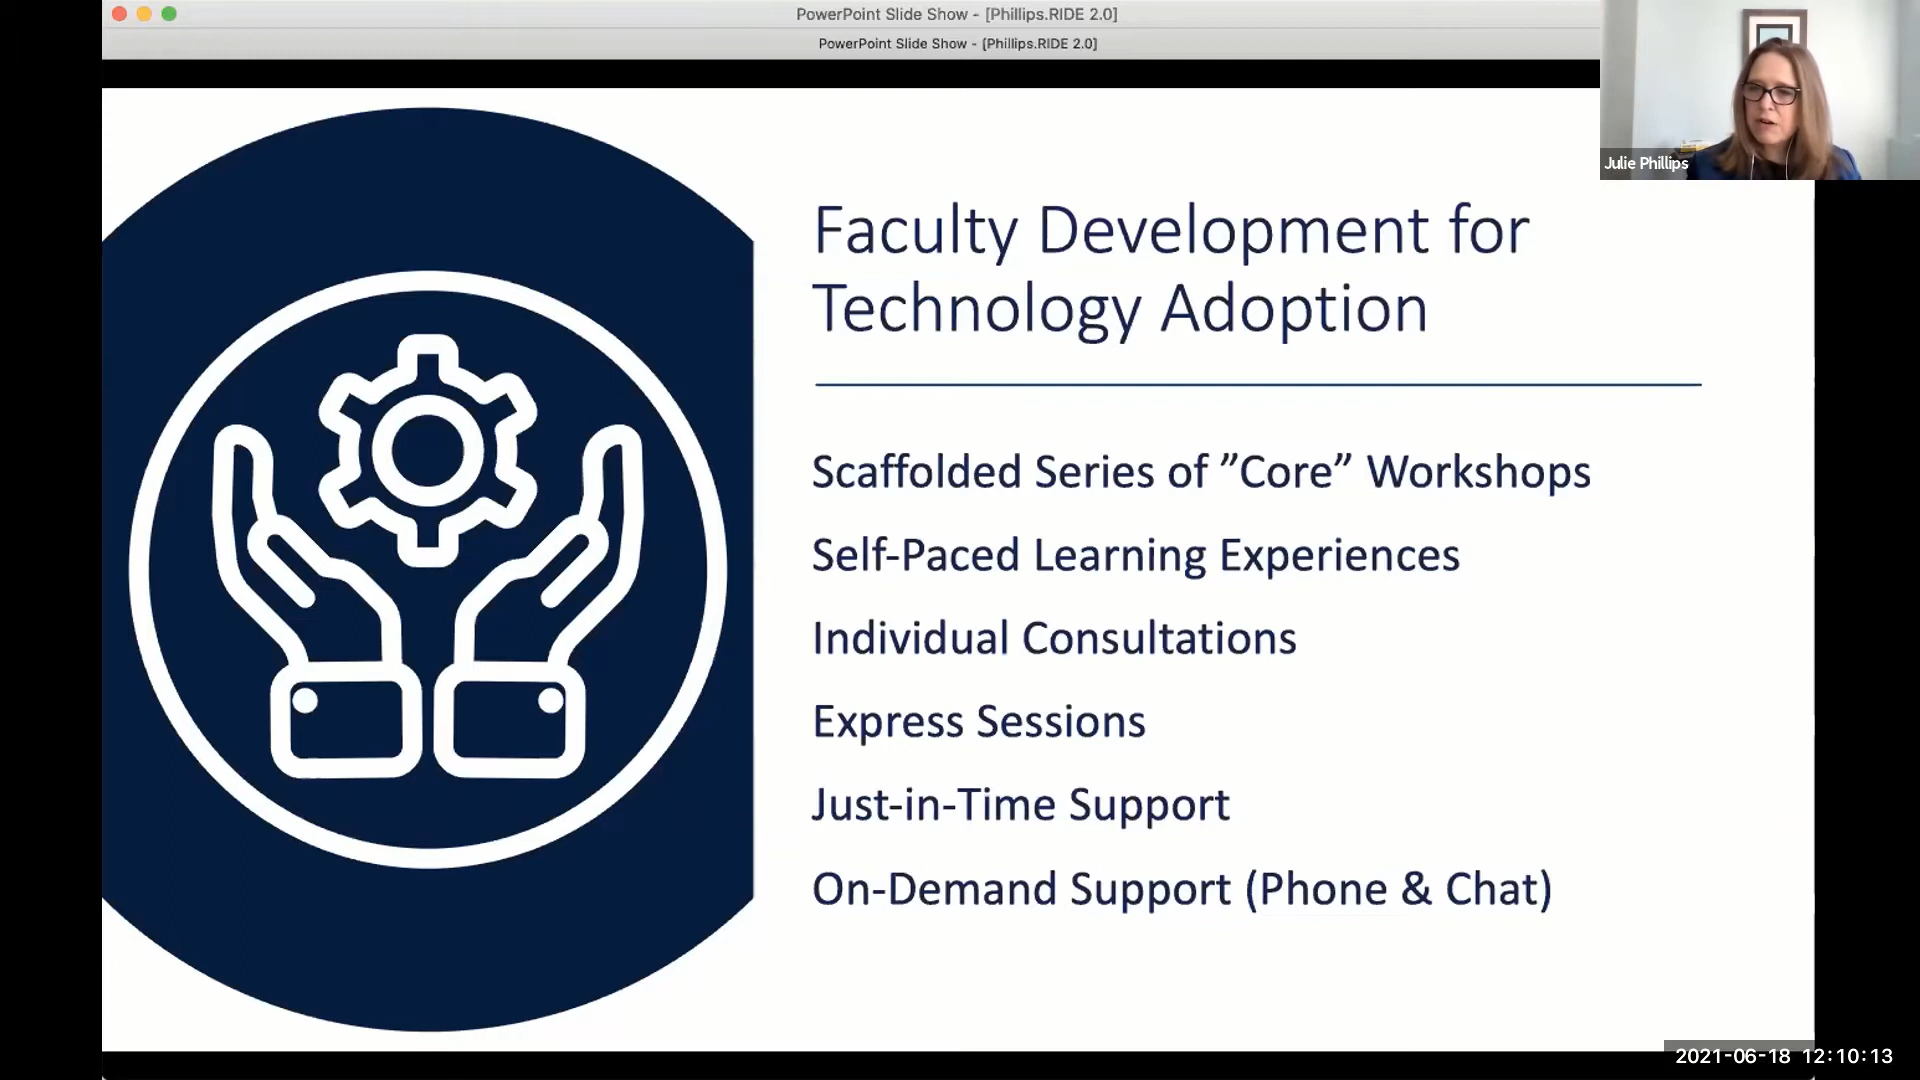 PowerPoint Slide Show - [Phillips.RIDE 2.0]
PowerPoint Slide Show - [Phillips.RIDE 2.0]
Julie Phillips
Faculty Development for
Technology Adoption
Scaffolded Series of ”Core” Workshops
Self-Paced Learning Experiences
Individual Consultations
Express Sessions
Just-in-Time Support
On-Demand Support (Phone & Chat)
2021-06-18 12:10:13